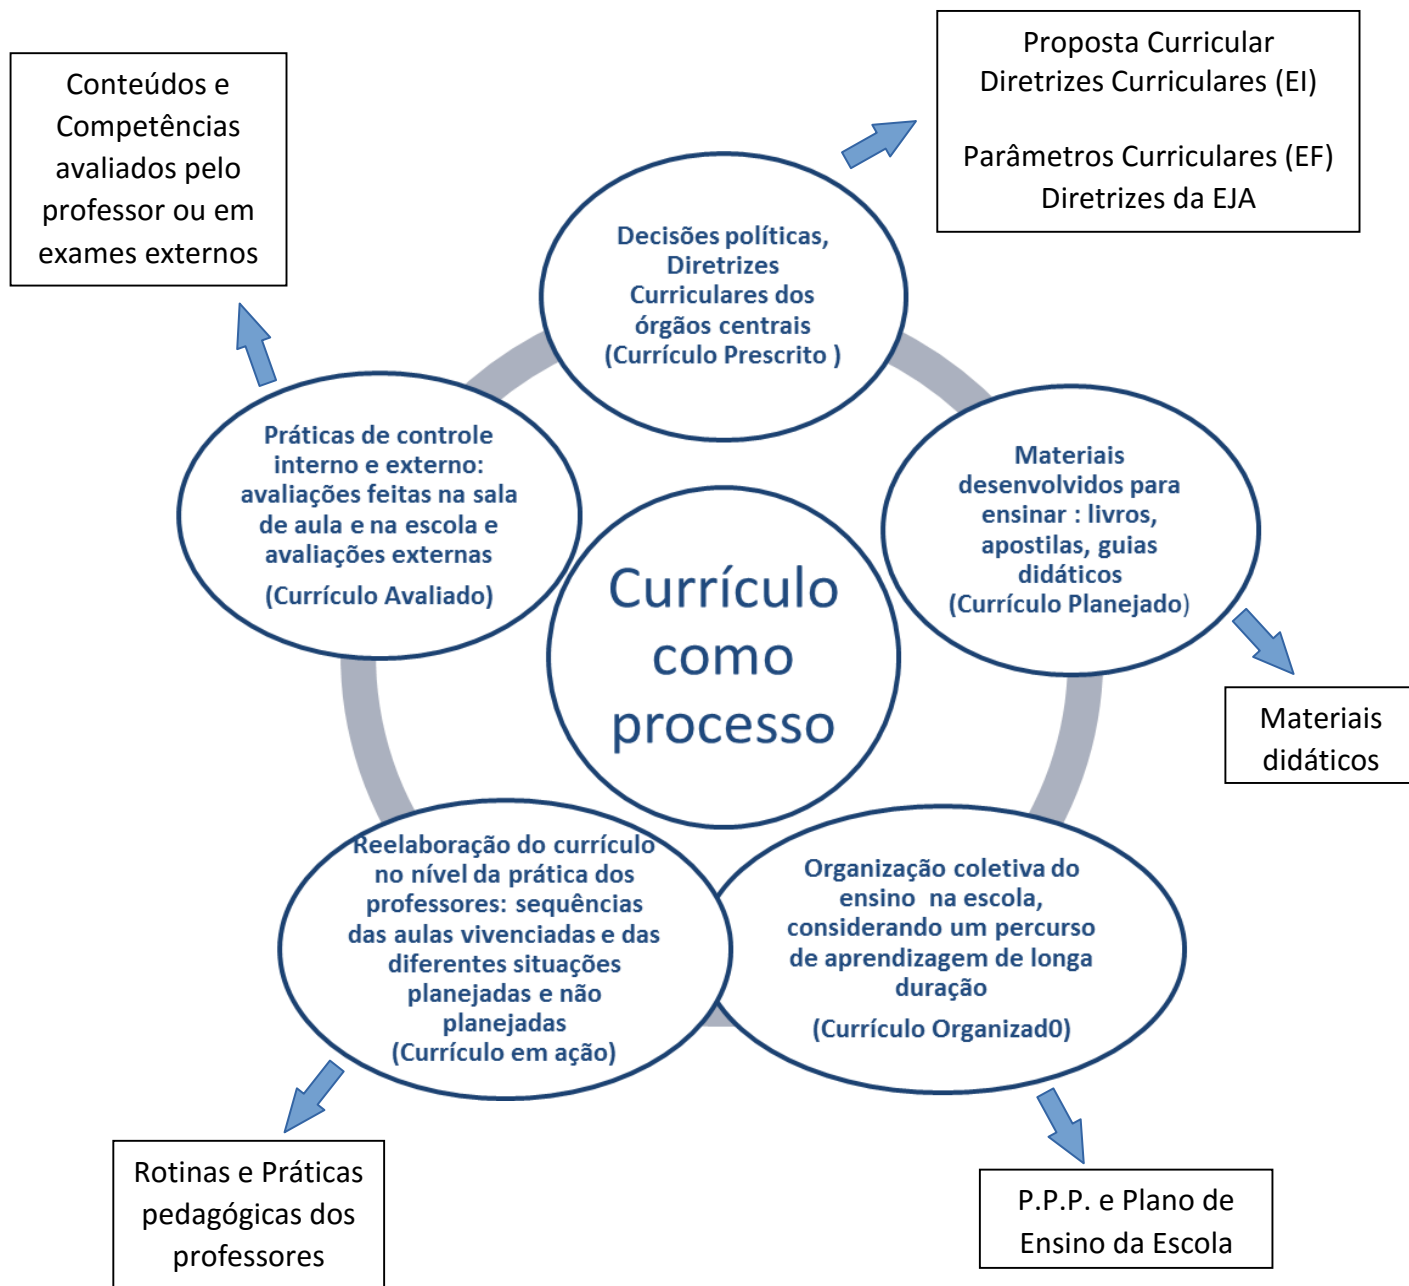 Proposta Curricular
Diretrizes Curriculares (EI)
Parâmetros Curriculares (EF)
Diretrizes da EJA
Conteúdos e
Competências
avaliados pelo
professor ou em
exames externos
Decisões políticas,
Diretrizes
Curriculares dos
órgãos centrais
(Currículo Prescrito )
Práticas de controle
interno e externo:
avaliações feitas na sala
de aula e na escola e
avaliações externas
(Currículo Avaliado)
Materiais
desenvolvidos para
ensinar : livros,
apostilas, guias
didáticos
(Currículo Planejado)
Currículo
como
processo
Materiais
didáticos
Reelaboração do currículo
no nível da prática dos
professores: sequências
das aulas vivenciadas e das
diferentes situações
planejadas e não
planejadas
(Currículo em ação)
Organização coletiva do
ensino na escola,
considerando um percurso
de aprendizagem de longa
duração
(Currículo Organizad0)
Rotinas e Práticas
pedagógicas dos
professores
P.P.P. e Plano de
Ensino da Escola